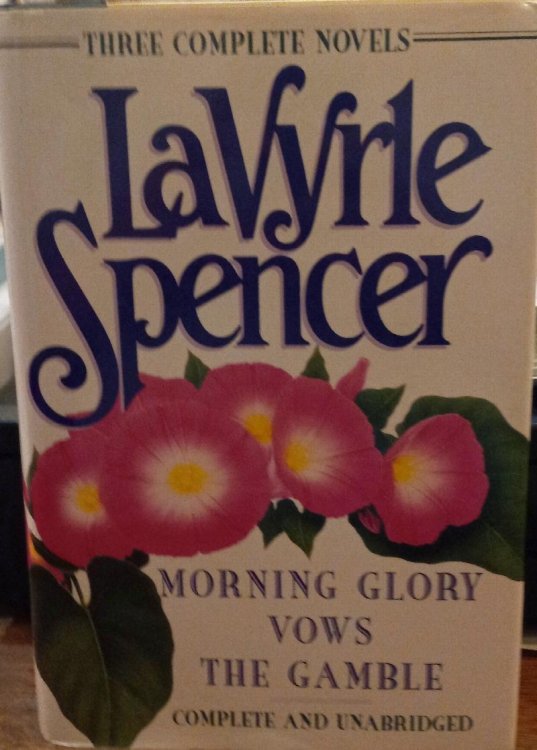 THREE COMPLETE NOVELS
LaVyrle
Spencer
MORNING GLORY
VOWS
THE GAMBLE
COMPLETE AND UNABRIDGED